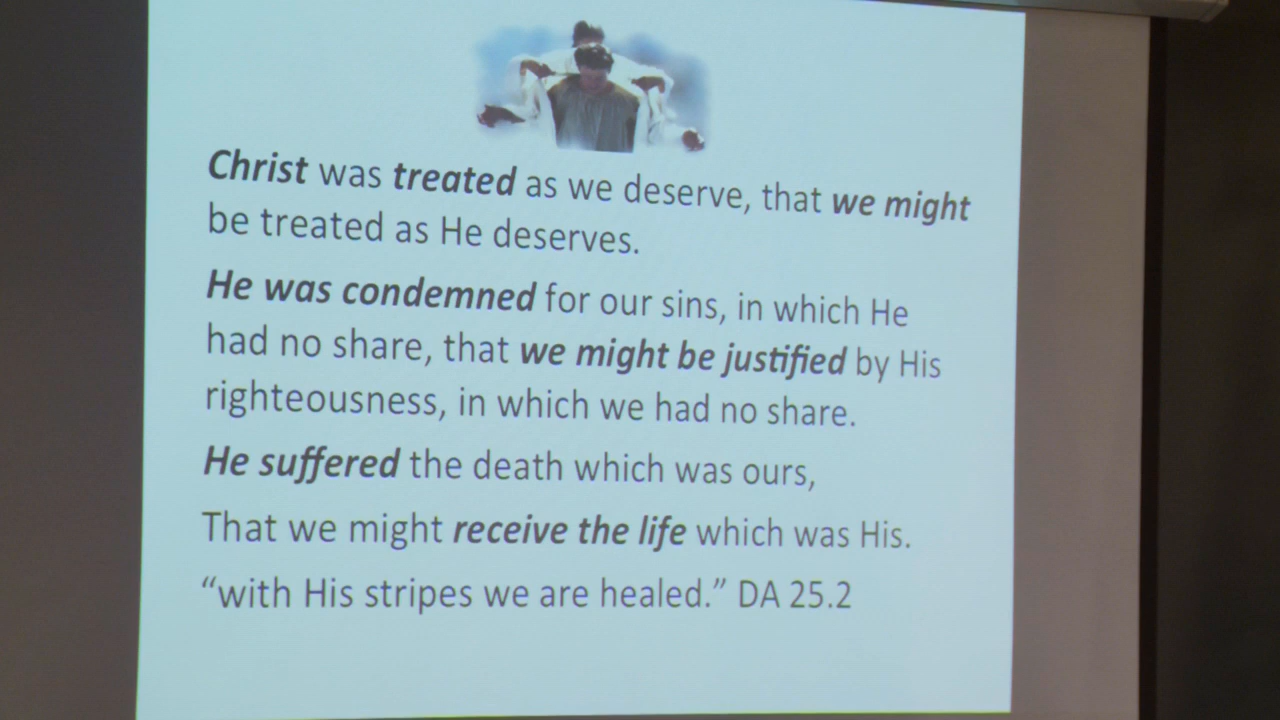 Christ was treated as we deserve, that we might
be treated as He deserves.
He was condemned for our sins, in which He
had no share, that we might be justified by His
righteousness, in which we had no share.
He suffered the death which was ours,
That we might receive the life which was His.
“with His stripes we are healed.” DA 25.2